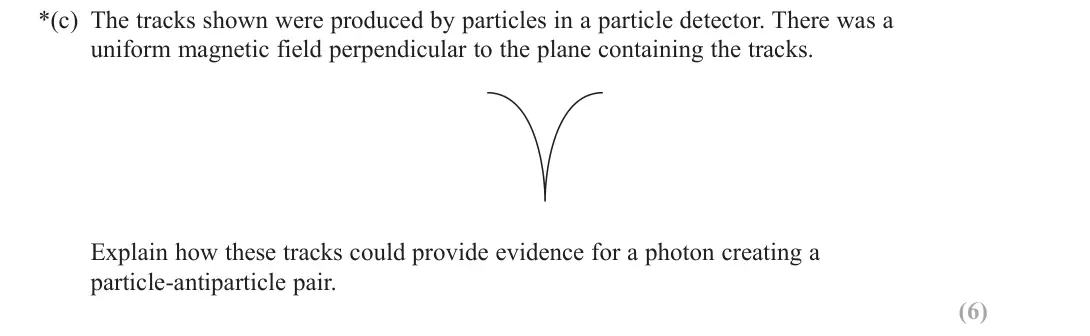 *(c) The tracks shown were produced by particles in a particle detector. There was a
uniform magnetic field perpendicular to the plane containing the tracks.
Explain how these tracks could provide evidence for a photon creating a
particle-antiparticle pair.
(6)